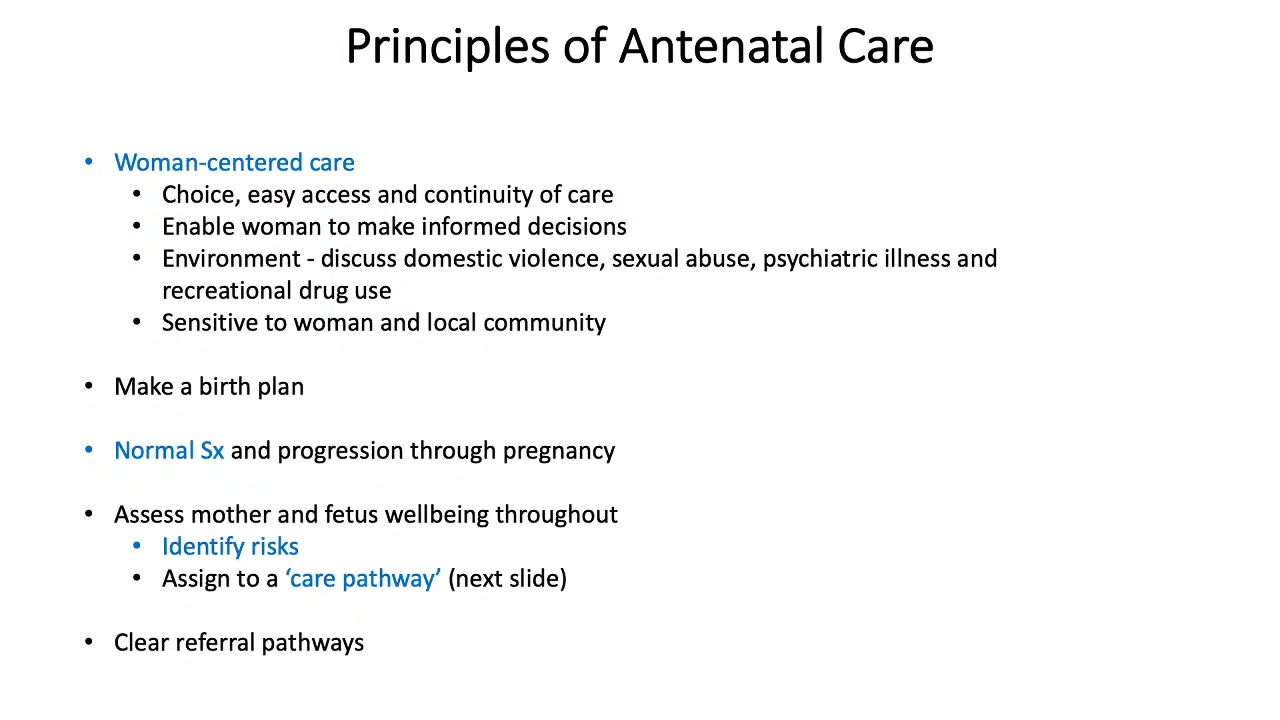 Principles of Antenatal Care
• Woman-centered care
• Choice, easy access and continuity of care
• Enable woman to make informed decisions
• Environment - discuss domestic violence, sexual abuse, psychiatric illness and
recreational drug use
• Sensitive to woman and local community
• Make a birth plan
• Normal Sx and progression through pregnancy
• Assess mother and fetus wellbeing throughout
• Identify risks
• Assign to a ‘care pathway’ (next slide)
• Clear referral pathways